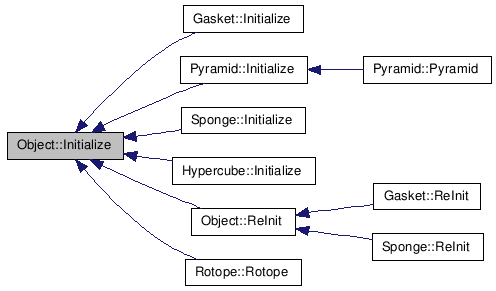 Gasket::Initialize
Pyramid::Initialize
Pyramid::Pyramid
Sponge::Initialize
Object::Initialize
Hypercube::Initialize
Gasket::ReInit
Object::ReInit
Sponge::ReInit
Rotope::Rotope